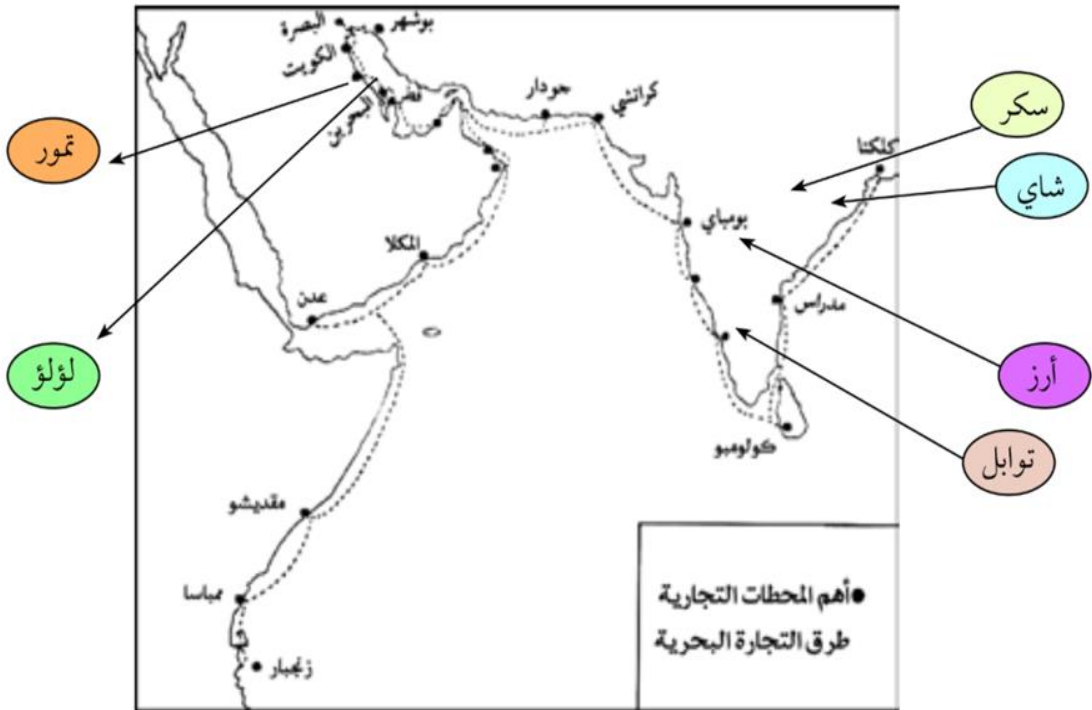 البصرة
بوشهر
الكويت
قطر
البحرين
جودار
كراتشي
كلكتا
سكر
شاي
تمور
بومباي
المكلا
عدن
مدراس
لؤلؤ
أرز
توابل
كولومبو
مقديشو
ممباسا
زنجبار
أهم المحطات التجارية
طرق التجارة البحرية